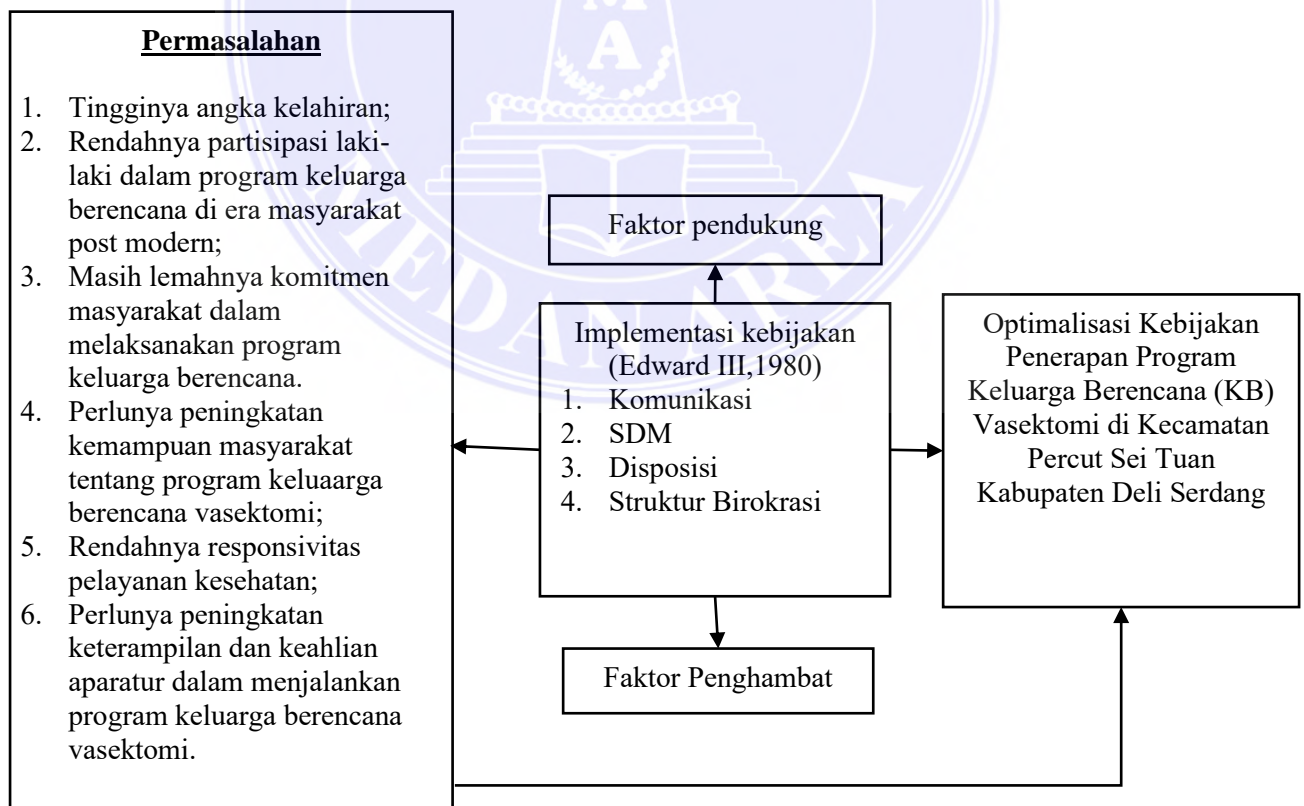 Permasalahan
1. Tingginya angka kelahiran;
2. Rendahnya partisipasi laki-
laki dalam program keluarga
berencana di era masyarakat
post modern;
3. Masih lemahnya komitmen
masyarakat dalam
melaksanakan program
keluarga berencana.
4. Perlunya peningkatan
kemampuan masyarakat
tentang program keluaarga
berencana vasektomi;
5. Rendahnya responsivitas
pelayanan kesehatan;
6. Perlunya peningkatan
keterampilan dan keahlian
aparatur dalam menjalankan
program keluarga berencana
vasektomi.
Faktor pendukung
Implementasi kebijakan
(Edward III,1980)
1. Komunikasi
2. SDM
3. Disposisi
4. Struktur Birokrasi
Faktor Penghambat
Optimalisasi Kebijakan
Penerapan Program
Keluarga Berencana (KB)
Vasektomi di Kecamatan
Percut Sei Tuan
Kabupaten Deli Serdang
M
A
MEDAN AREA